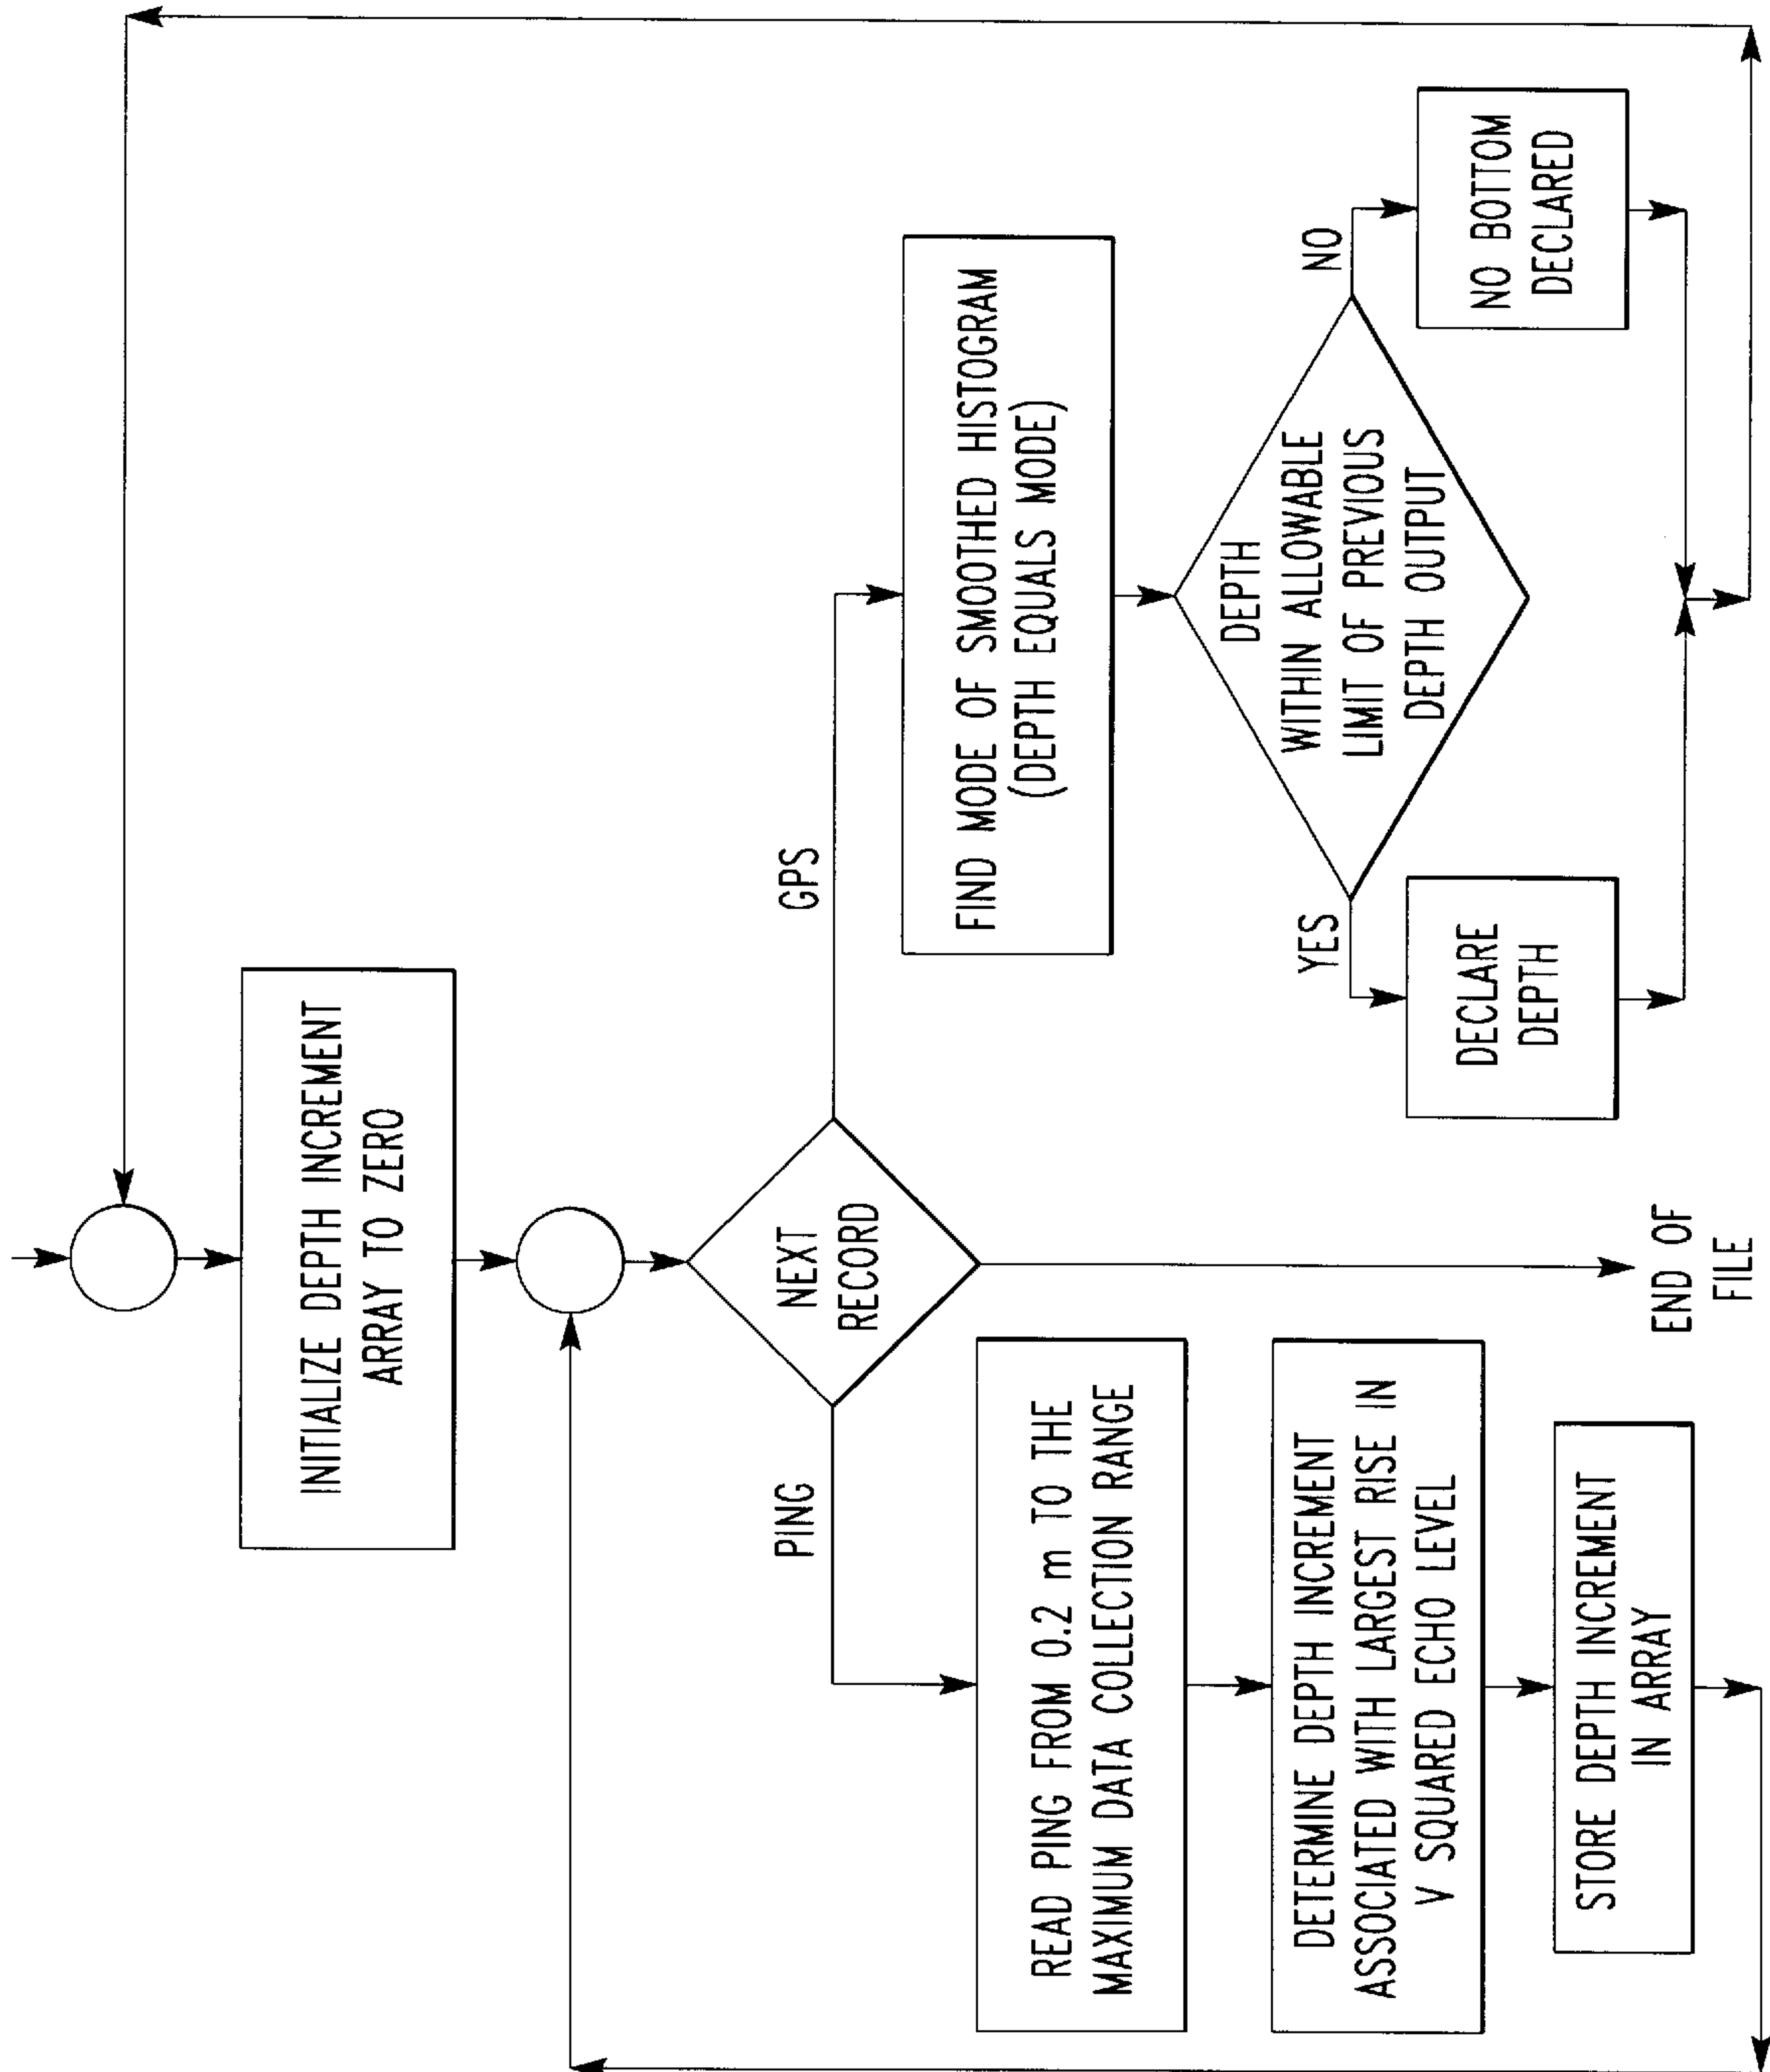 INITIALIZE DEPTH INCREMENT
ARRAY TO ZERO
NEXT
RECORD
PING
READ PING FROM 0.2 m TO THE
MAXIMUM DATA COLLECTION RANGE
DETERMINE DEPTH INCREMENT
ASSOCIATED WITH LARGEST RISE IN
V SQUARED ECHO LEVEL
STORE DEPTH INCREMENT
IN ARRAY
END OF
FILE
GPS
FIND MODE OF SMOOTHED HISTOGRAM
(DEPTH EQUALS MODE)
DEPTH
WITHIN ALLOWABLE
LIMIT OF PREVIOUS
DEPTH OUTPUT
YES
DECLARE
DEPTH
NO
NO BOTTOM
DECLARED